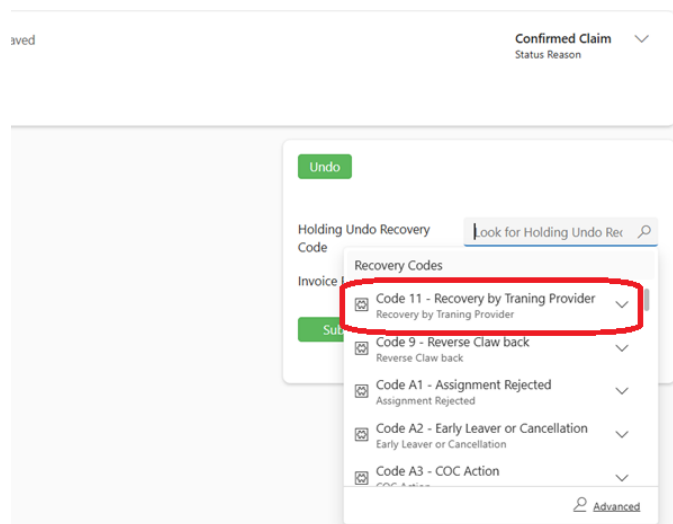 aved
Confirmed Claim
Status Reason
Undo
Holding Undo Recovery
Code
Look for Holding Undo Rec
Recovery Codes
Invoice
Code 11 - Recovery by Traning Provider
Recovery by Traning Provider
Sub
Code 9 - Reverse Claw back
Reverse Claw back
Code A1 - Assignment Rejected
Assignment Rejected
Code A2 - Early Leaver or Cancellation
Early Leaver or Cancellation
Code A3 - COC Action
COC Action
Advanced